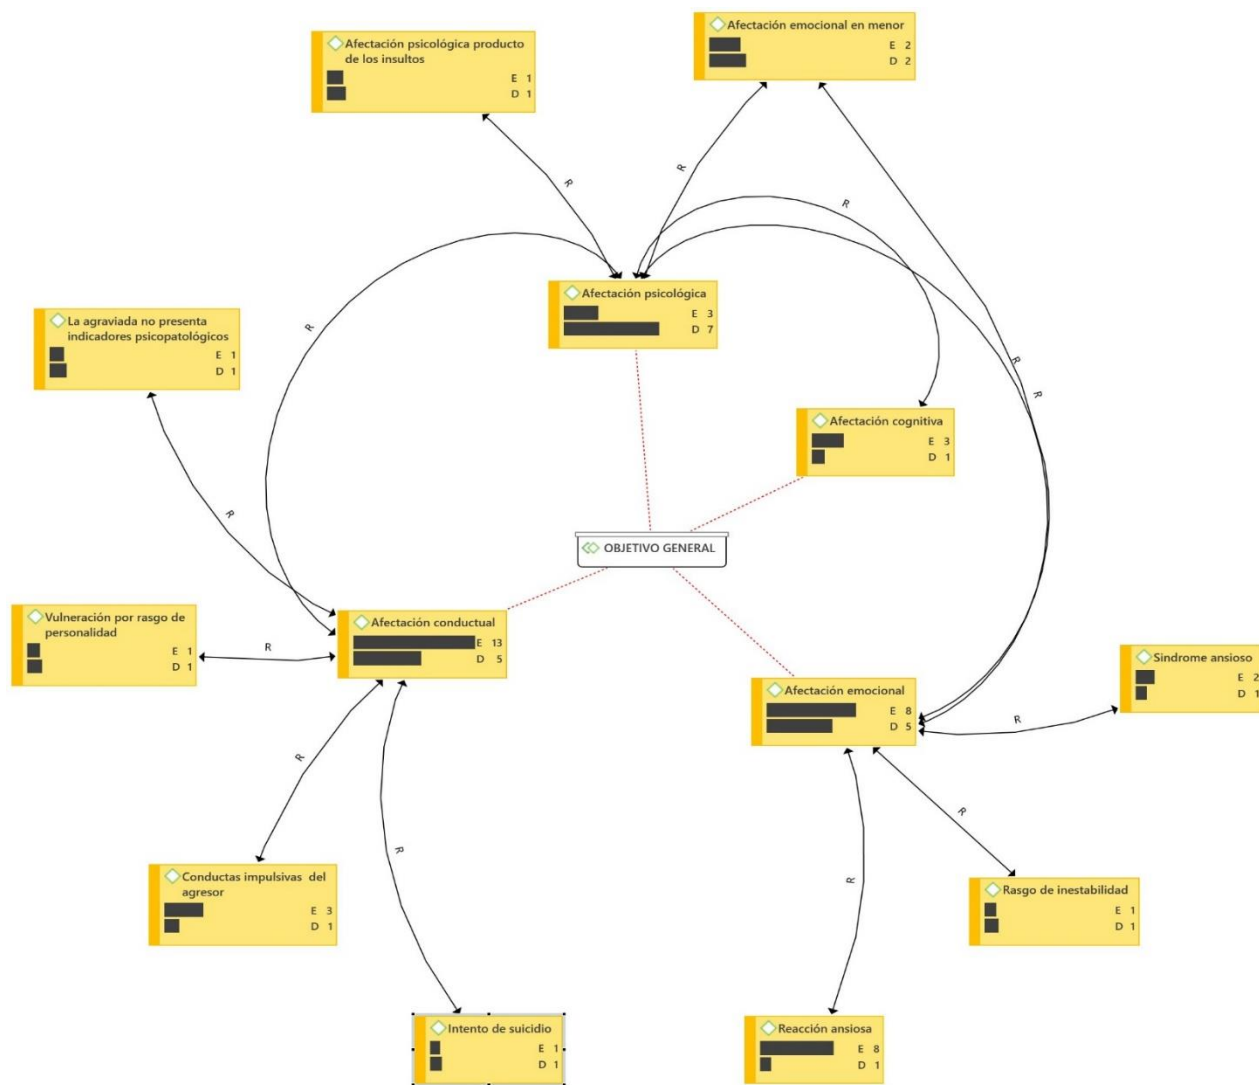 Afectación psicológica producto
de los insultos
E 1
D 1
Afectación emocional en menor
E 2
D 2
R
R
R
Afectación psicológica
E 3
D 7
La agraviada no presenta
indicadores psicopatológicos
E 1
D 1
R
R
R
Afectación cognitiva
E 3
D 1
R
OBJETIVO GENERAL
Vulneración por rasgo de
personalidad
E 1
D 1
R
Afectación conductual
E 13
D 5
Afectación emocional
E 8
D 5
Síndrome ansioso
E 2
D 1
R
R
R
R
R
Conductas impulsivas del
agresor
E 3
D 1
Rasgo de inestabilidad
E 1
D 1
Intento de suicidio
E 1
D 1
Reacción ansiosa
E 8
D 1